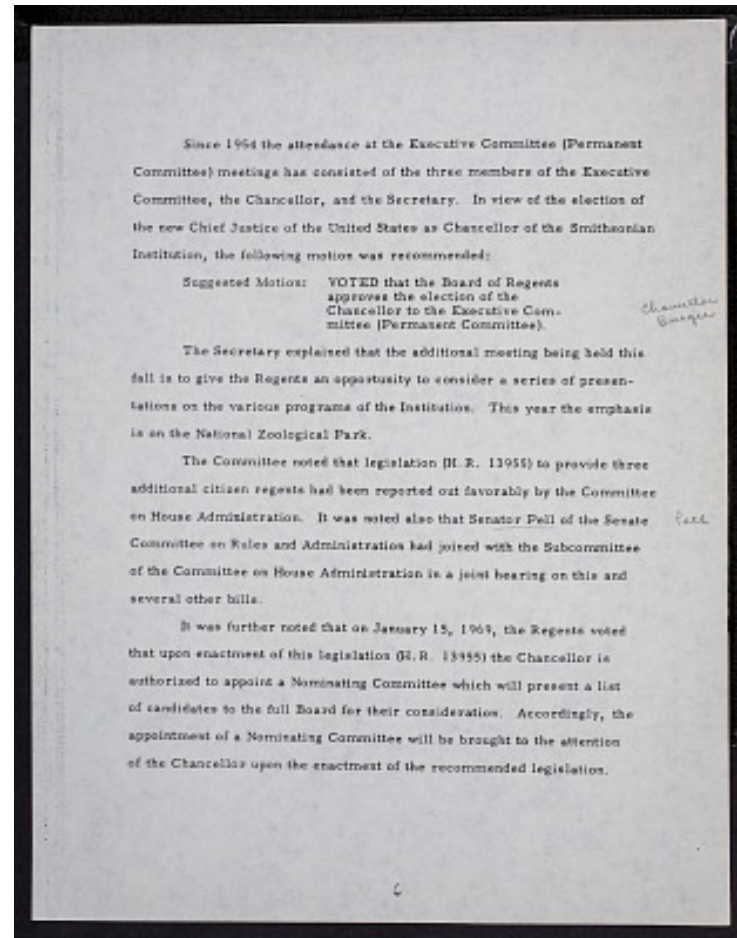 Since 1954 the attendance at the Executive Committee (Permanent
Committee) meetings has consisted of the three members of the Executive
Committee, the Chancellor, and the Secretary. In view of the election of
the new Chief Justice of the United States as Chancellor of the Smithsonian
Institution, the following motion was recommended:
Suggested Motion: VOTED that the Board of Regents
approves the election of the
Chancellor to the Executive Com-
mittee (Permanent Committee).
Chancellor
Burger
The Secretary explained that the additional meeting being held this
fall is to give the Regents an opportunity to consider a series of presen-
tations on the various programs of the Institution. This year the emphasis
is on the National Zoological Park.
The Committee noted that legislation (H.R. 13955) to provide three
additional citizen regents had been reported out favorably by the Committee
on House Administration. It was noted also that Senator Pell of the Senate
Pell
Committee on Rules and Administration had joined with the Subcommittee
of the Committee on House Administration in a joint hearing on this and
several other bills.
It was further noted that on January 15, 1969, the Regents voted
that upon enactment of this legislation (H.R. 13955) the Chancellor is
authorized to appoint a Nominating Committee which will present a list
of candidates to the full Board for their consideration. Accordingly, the
appointment of a Nominating Committee will be brought to the attention
of the Chancellor upon the enactment of the recommended legislation.
6